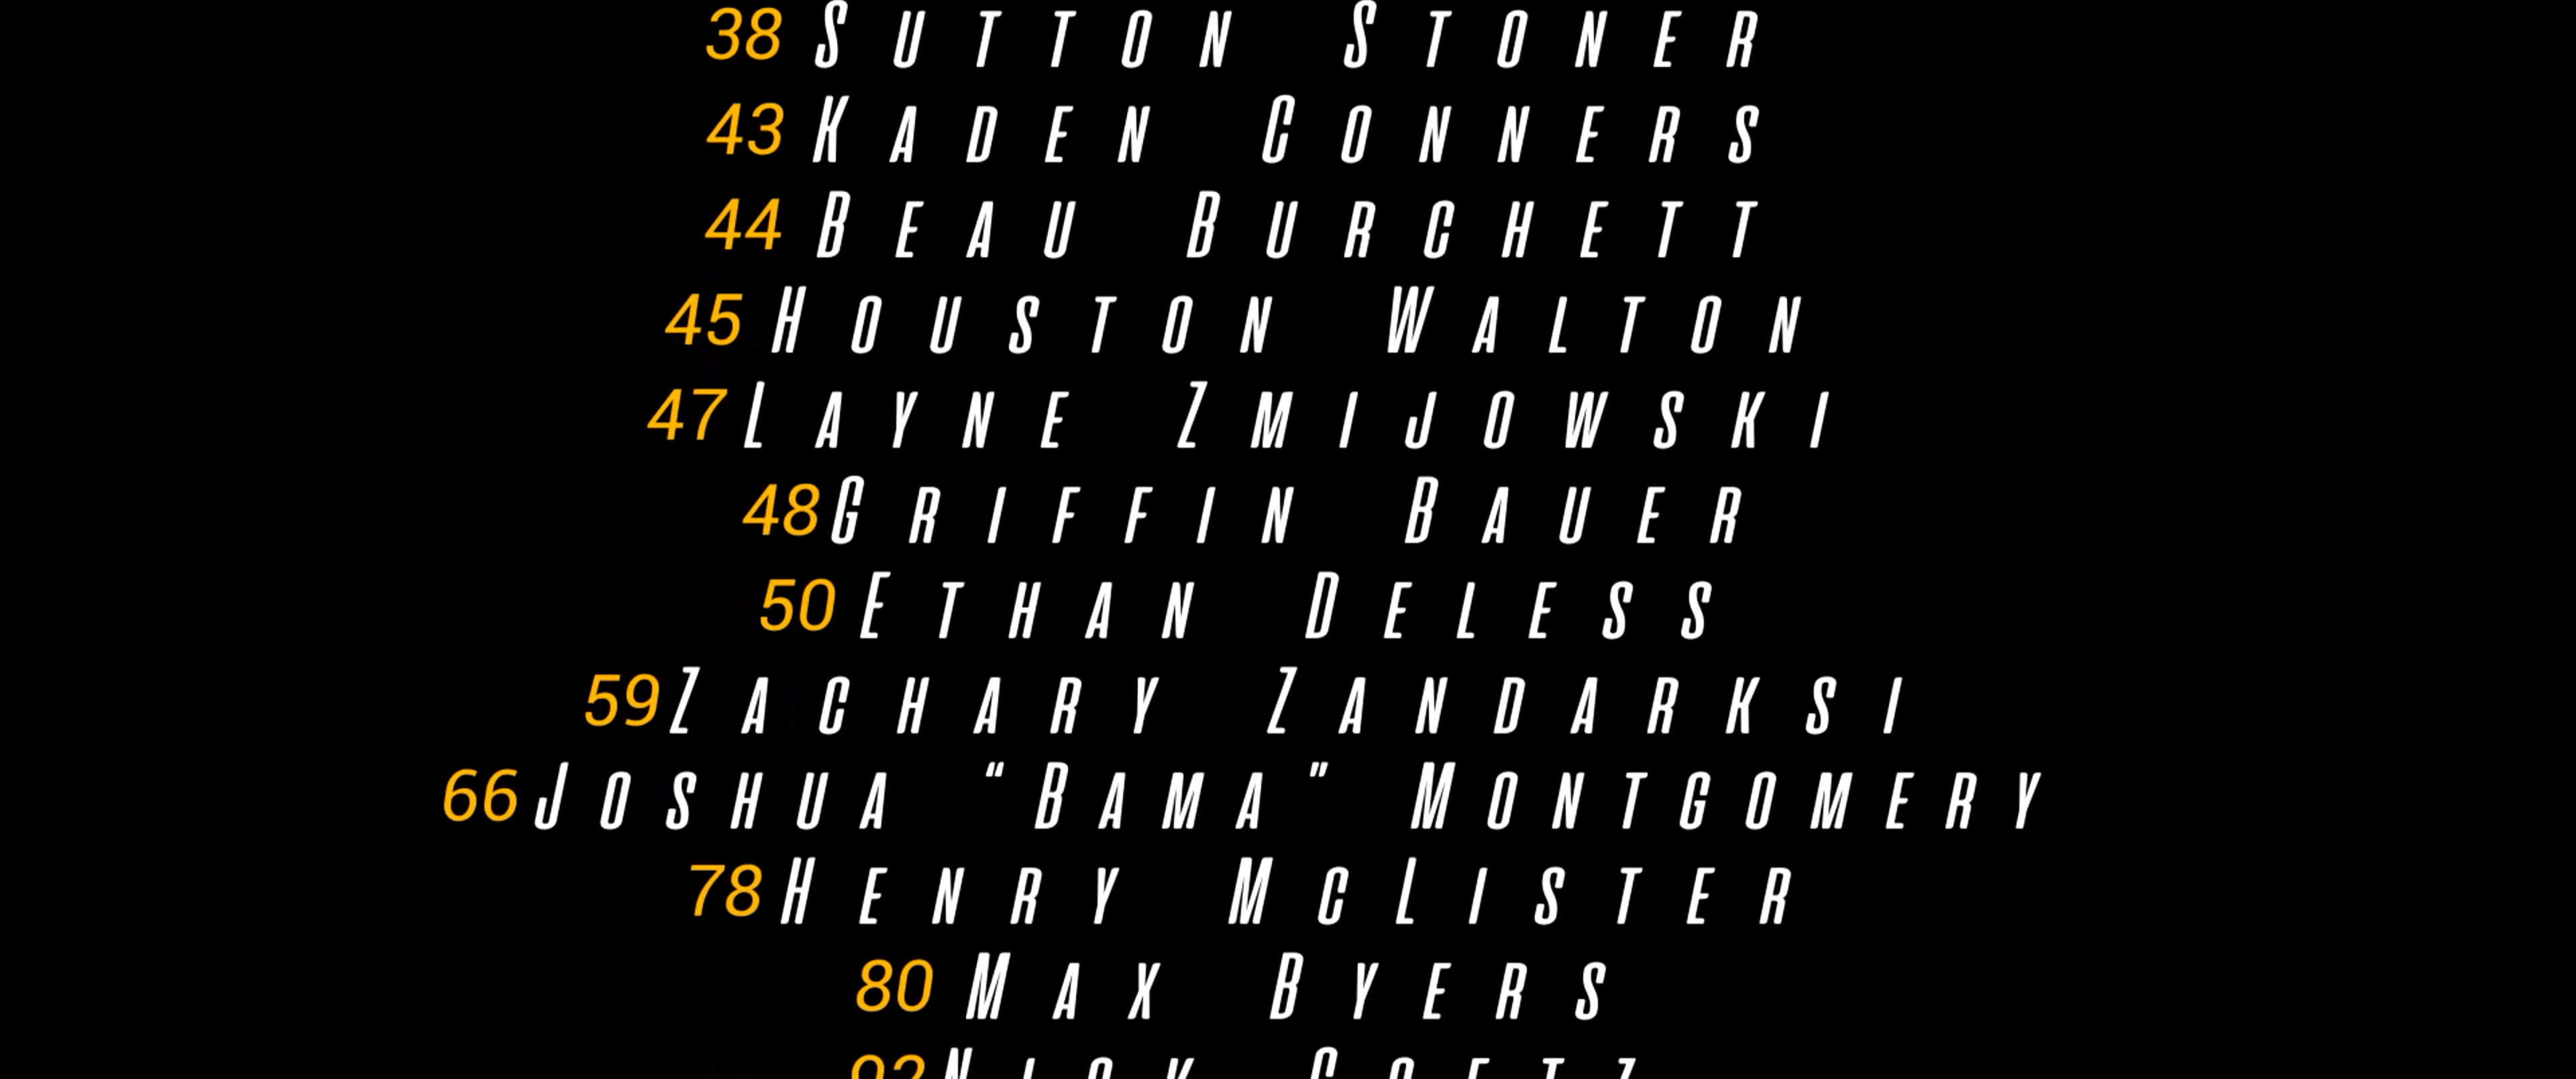 38 Sutton Stoner
43 Kaden Conners
44 Beau Burchett
45 Houston Walton
47 Layne Zmijowski
48 Griffin Bauer
50 Ethan Deless
59 Zachary Zandarksi
66 Joshua “Bama” Montgomery
78 Henry McLister
80 Max Byers